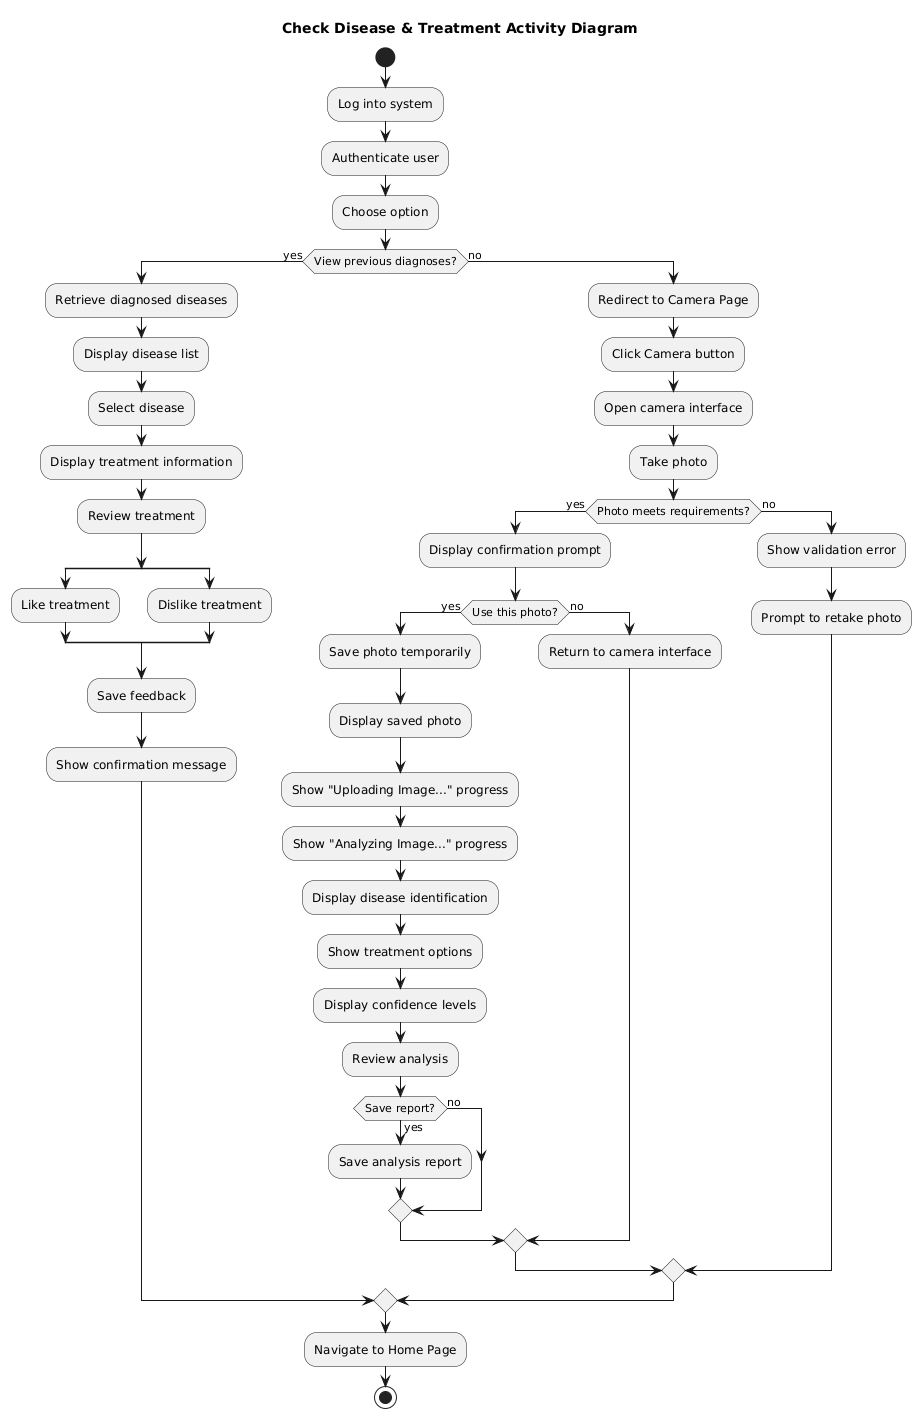 Check Disease & Treatment Activity Diagram
Log into system
Authenticate user
Choose option
View previous diagnoses?
yes
no
Retrieve diagnosed diseases
Display disease list
Select disease
Display treatment information
Review treatment
Like treatment
Dislike treatment
Save feedback
Show confirmation message
Redirect to Camera Page
Click Camera button
Open camera interface
Take photo
Photo meets requirements?
yes
no
Display confirmation prompt
Use this photo?
yes
no
Save photo temporarily
Display saved photo
Show "Uploading Image..." progress
Show "Analyzing Image..." progress
Display disease identification
Show treatment options
Display confidence levels
Review analysis
Save report?
no
yes
Save analysis report
Return to camera interface
Show validation error
Prompt to retake photo
Navigate to Home Page